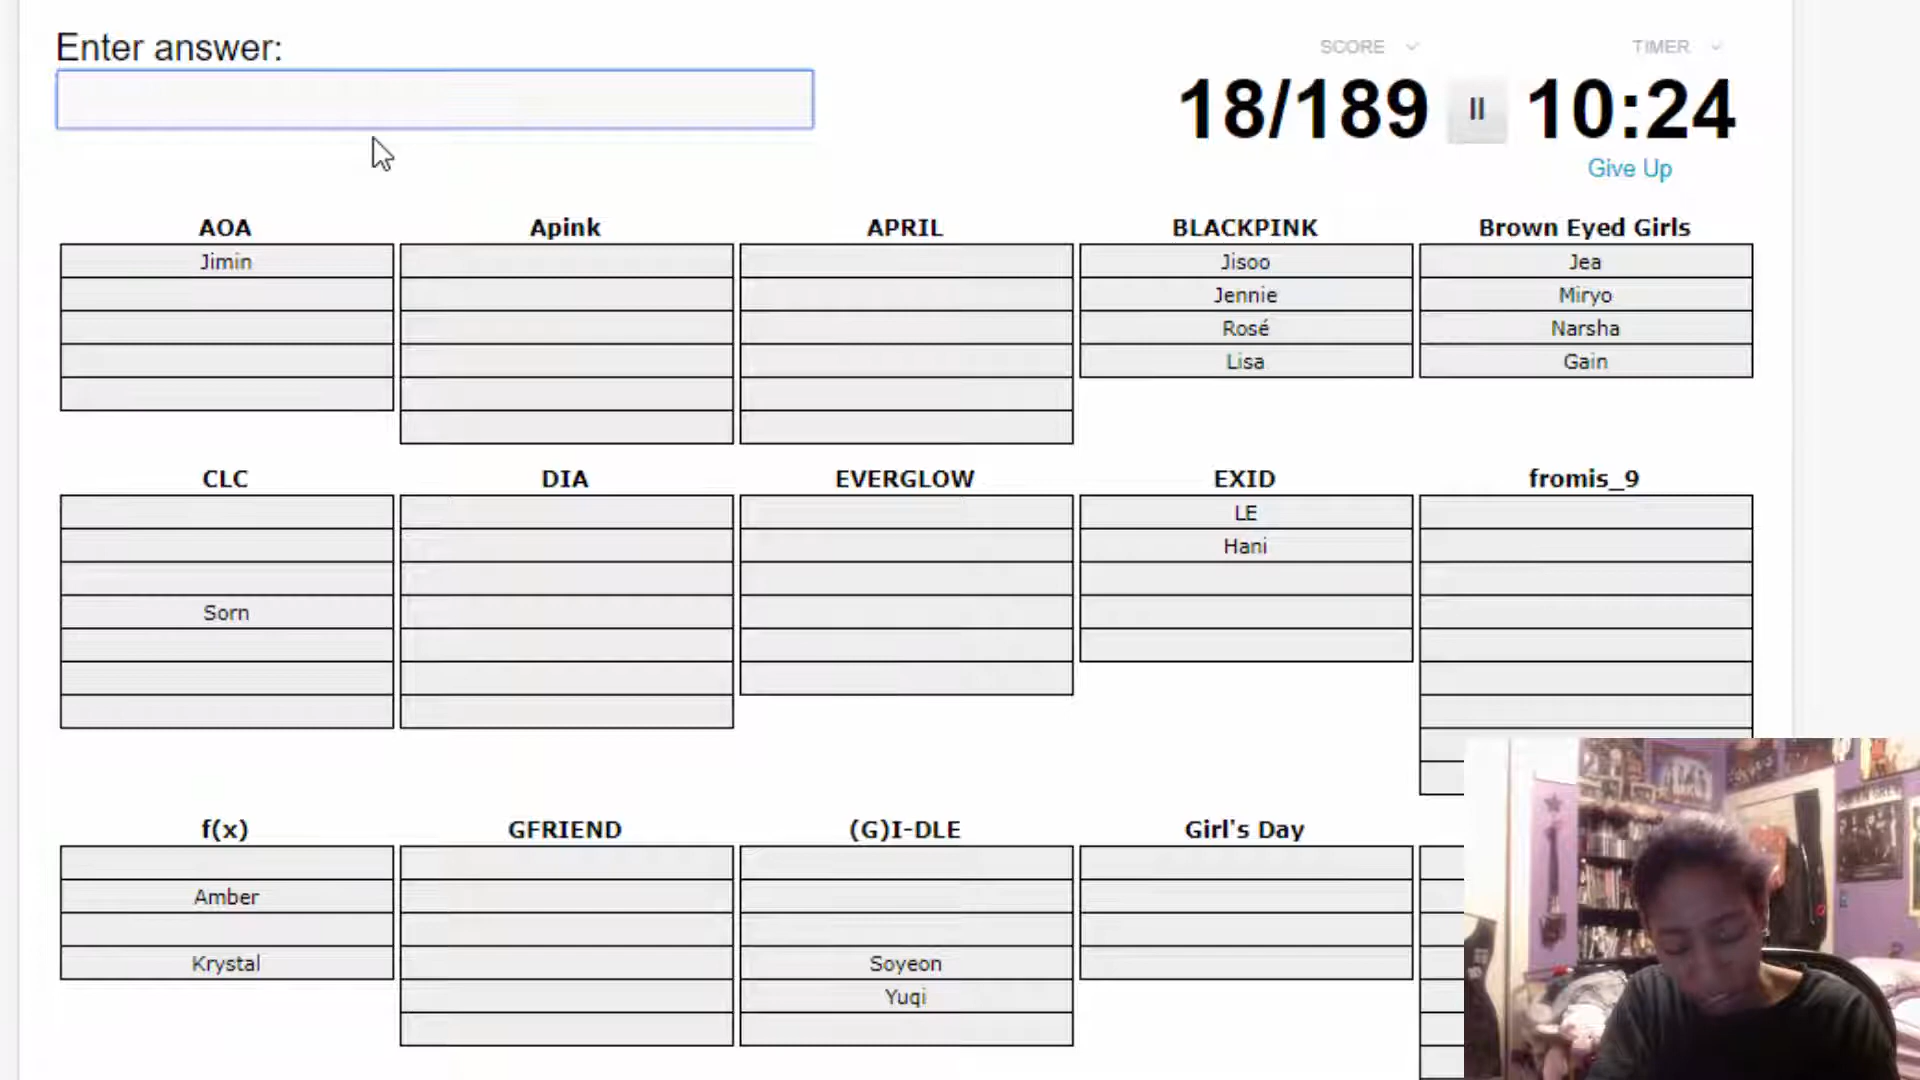 Enter answer:
SCORE
TIMER
18/189
10:24
Give Up
AOA
Apink
APRIL
BLACKPINK
Brown Eyed Girls
Jimin
Jisoo
Jea
Jennie
Miryo
Rosé
Narsha
Lisa
Gain
CLC
DIA
EVERGLOW
EXID
fromis_9
LE
Hani
Sorn
f(x)
GFRIEND
(G)I-DLE
Girl's Day
Amber
Krystal
Soyeon
Yuqi